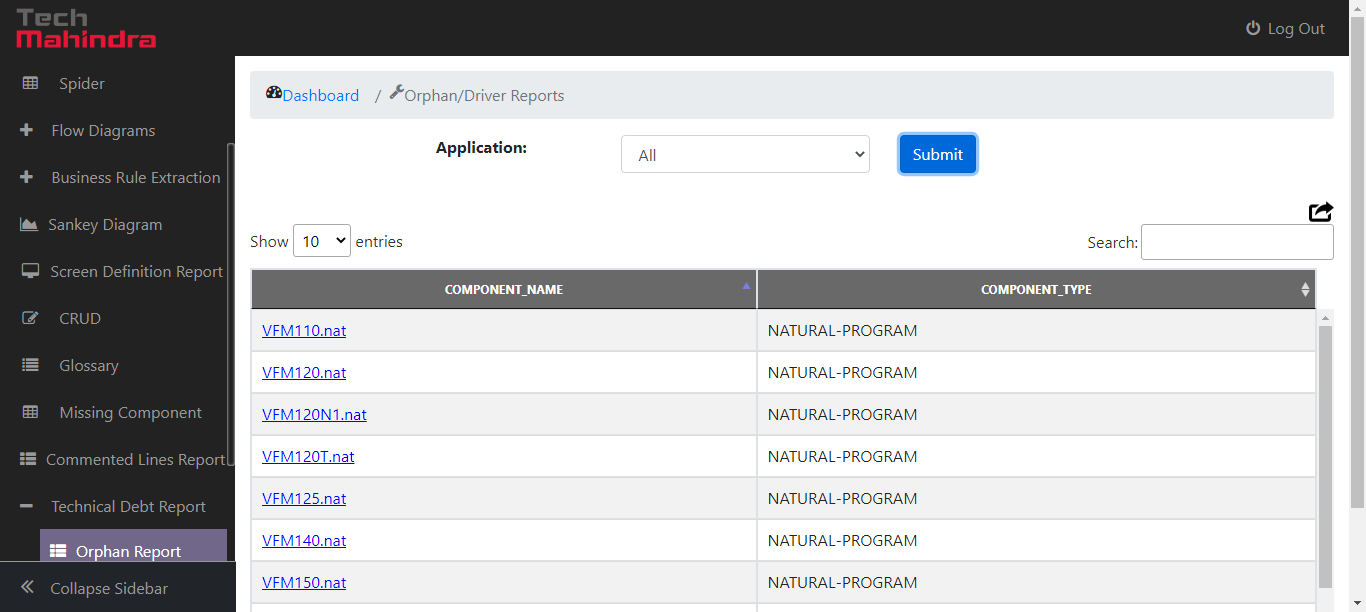 Tech
Mahindra
Log Out
Spider
Flow Diagrams
Business Rule Extraction
Sankey Diagram
Screen Definition Report
CRUD
Glossary
Missing Component
Commented Lines Report
Technical Debt Report
Orphan Report
Collapse Sidebar
Dashboard / Orphan/Driver Reports
Application: All Submit
Show 10 entries
Search:
COMPONENT_NAME COMPONENT_TYPE
VFM110.nat NATURAL-PROGRAM
VFM120.nat NATURAL-PROGRAM
VFM120N1.nat NATURAL-PROGRAM
VFM120T.nat NATURAL-PROGRAM
VFM125.nat NATURAL-PROGRAM
VFM140.nat NATURAL-PROGRAM
VFM150.nat NATURAL-PROGRAM